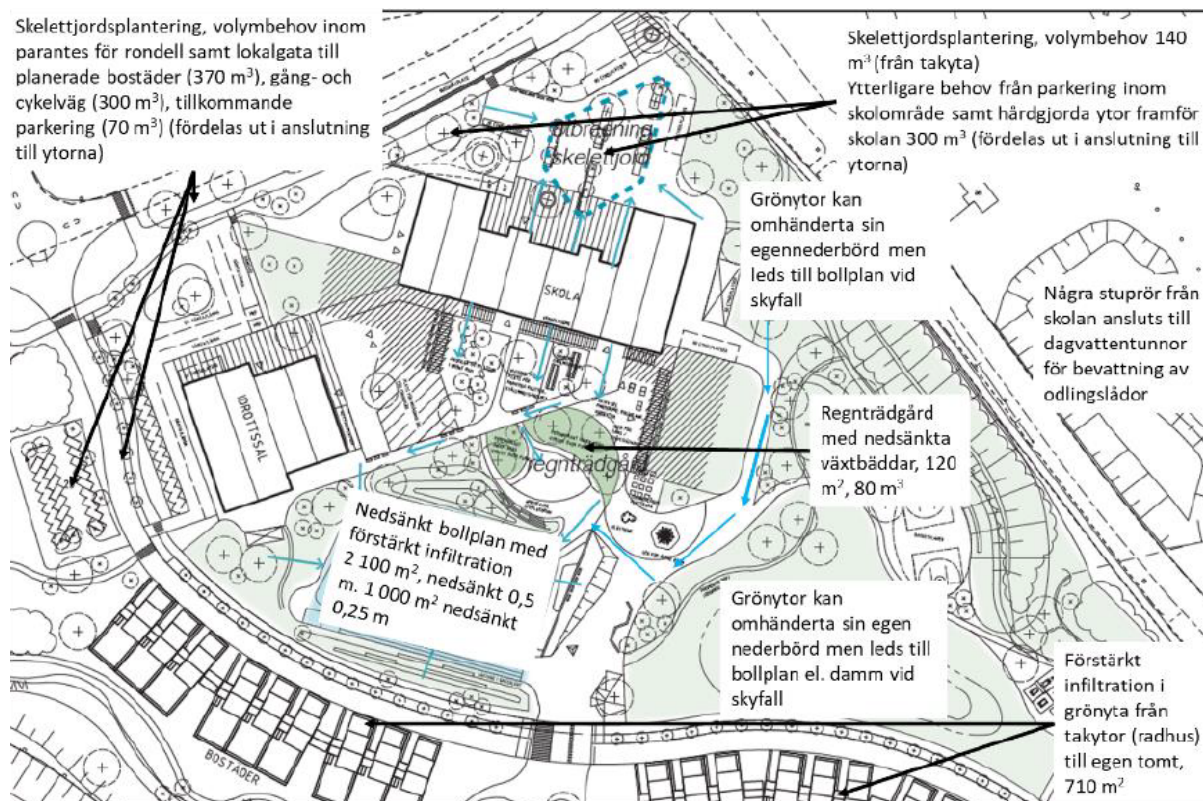 Skelettjordsplantering, volymbehov inom
parantes för rondell samt lokalgata till
planerade bostäder (370 m³), gång- och
cykelväg (300 m³), tillkommande
parkering (70 m³) (fördelas ut i anslutning
till ytorna)
Skelettjordsplantering, volymbehov 140
m³ (från takyta)
Ytterligare behov från parkering inom
skolområde samt hårdgjorda ytor framför
skolan 300 m³ (fördelas ut i anslutning till
ytorna)
Utbredning
skelettjord
Grönytor kan
omhänderta sin
egennederbörd men
leds till bollplan vid
skyfall
Några stuprör från
skolan ansluts till
dagvattentunnor
för bevattning av
odlingslådor
SKOLA
IDROTTSSAL
Regnträdgård
med nedsänkta
växtbäddar, 120
m², 80 m³
regnträdgård
Nedsänkt bollplan med
förstärkt infiltration
2 100 m², nedsänkt 0,5
m. 1 000 m² nedsänkt
0,25 m
Grönytor kan
omhänderta sin egen
nederbörd men leds till
bollplan el. damm vid
skyfall
Förstärkt
infiltration i
grönyta från
takytor (radhus)
till egen tomt,
710 m²
BOSTÄDER